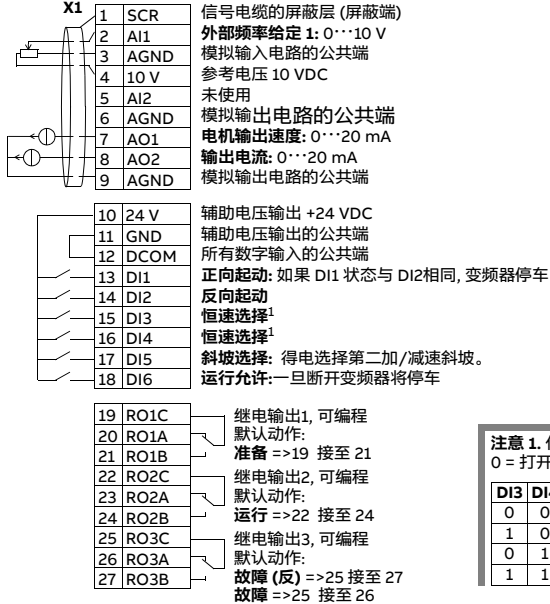 X1
1 SCR 信号电缆的屏蔽层 (屏蔽端)
2 AI1 外部频率给定 1: 0···10 V
3 AGND 模拟输入电路的公共端
4 10 V 参考电压 10 VDC
5 AI2 未使用
6 AGND 模拟输出电路的公共端
7 AO1 电机输出速度: 0···20 mA
8 AO2 输出电流: 0···20 mA
9 AGND 模拟输出电路的公共端
10 24 V 辅助电压输出 +24 VDC
11 GND 辅助电压输出的公共端
12 DCOM 所有数字输入的公共端
13 DI1 正向起动: 如果 DI1 状态与 DI2相同, 变频器停车
14 DI2 反向起动
15 DI3 恒速选择1
16 DI4 恒速选择1
17 DI5 斜坡选择: 得电选择第二加/减速斜坡。
18 DI6 运行允许:一旦断开变频器将停车
19 RO1C 继电输出1, 可编程
20 RO1A 默认动作:
21 RO1B 准备 =>19 接至 21
22 RO2C 继电输出2, 可编程
23 RO2A 默认动作:
24 RO2B 运行 =>22 接至 24
25 RO3C 继电输出3, 可编程
26 RO3A 默认动作:
27 RO3B 故障 (反) =>25 接至 27
故障 =>25 接至 26
注意 1.
0 = 打开
DI3 DI4
0 0
1 0
0 1
1 1